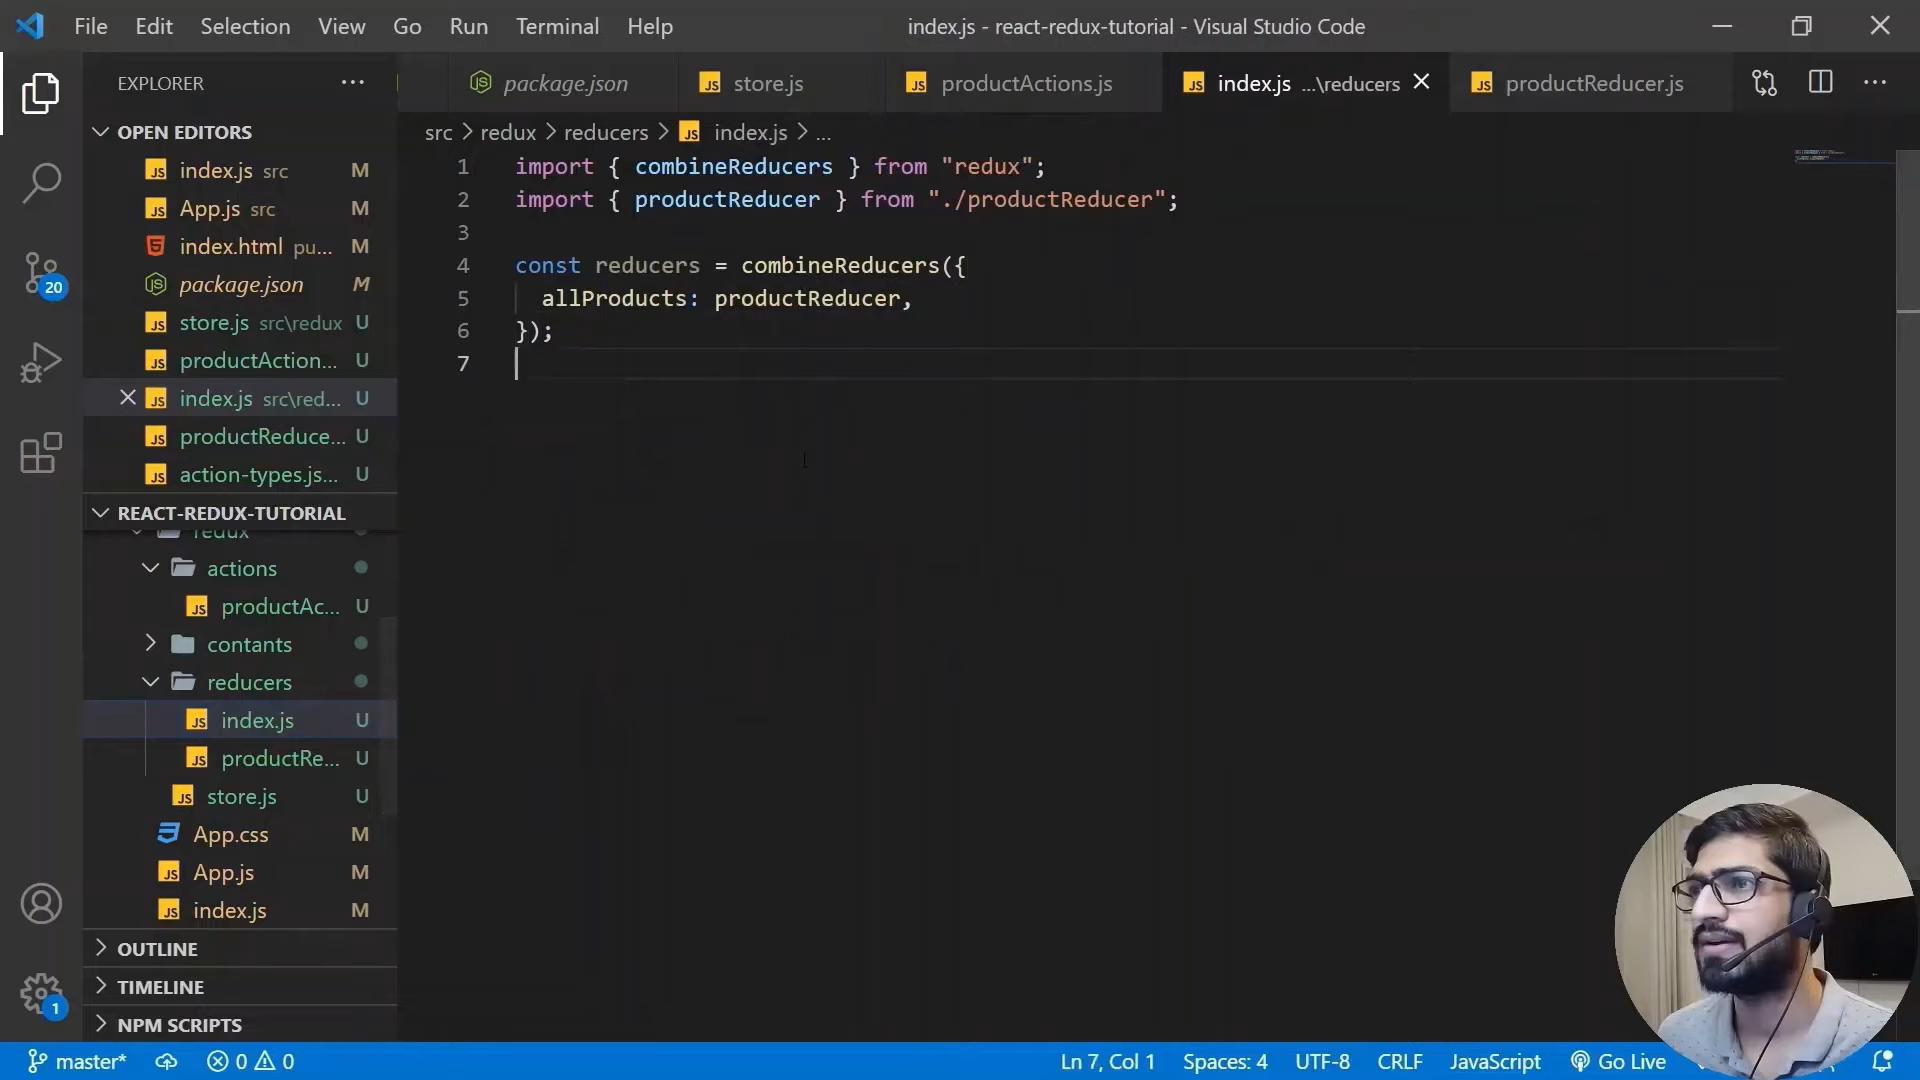 File Edit Selection View Go Run Terminal Help
index.js - react-redux-tutorial - Visual Studio Code
EXPLORER
package.json
store.js
productActions.js
index.js ...\reducers
productReducer.js
OPEN EDITORS
index.js src M
App.js src M
index.html pu... M
package.json M
store.js src\redux U
productAction... U
index.js src\red... U
productReduce... U
action-types.js... U
REACT-REDUX-TUTORIAL
redux
actions
productAc... U
contants
reducers
index.js U
productRe... U
store.js U
App.css M
App.js M
index.js M
OUTLINE
TIMELINE
NPM SCRIPTS
src > redux > reducers > JS index.js > ...
1 import { combineReducers } from "redux";
2 import { productReducer } from "./productReducer";
3
4 const reducers = combineReducers({
5 allProducts: productReducer,
6 });
7
20
1
master* 0 0
Ln 7, Col 1 Spaces: 4 UTF-8 CRLF JavaScript Go Live